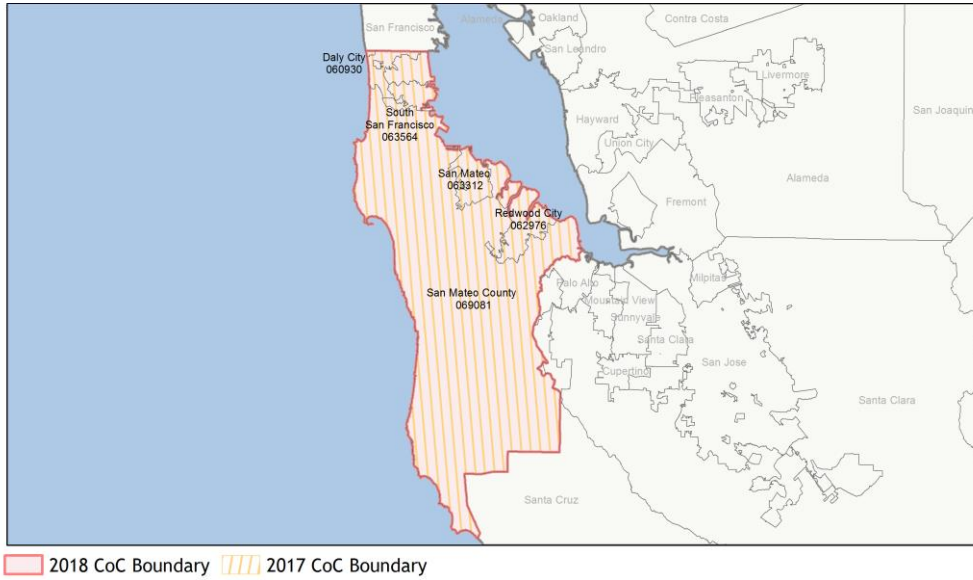 San Francisco
Alameda
Oakland
Contra Costa
San Leandro
Daly City
060930
Livermore
Pleasanton
San Joaquin
South
San Francisco
063564
Hayward
Union City
San Mateo
063312
Alameda
Fremont
Redwood City
062976
San Mateo County
069081
Palo Alto
Milpitas
Mountain View
Sunnyvale
Santa Clara
San Jose
Cupertino
Santa Clara
Santa Cruz
2018 CoC Boundary 2017 CoC Boundary